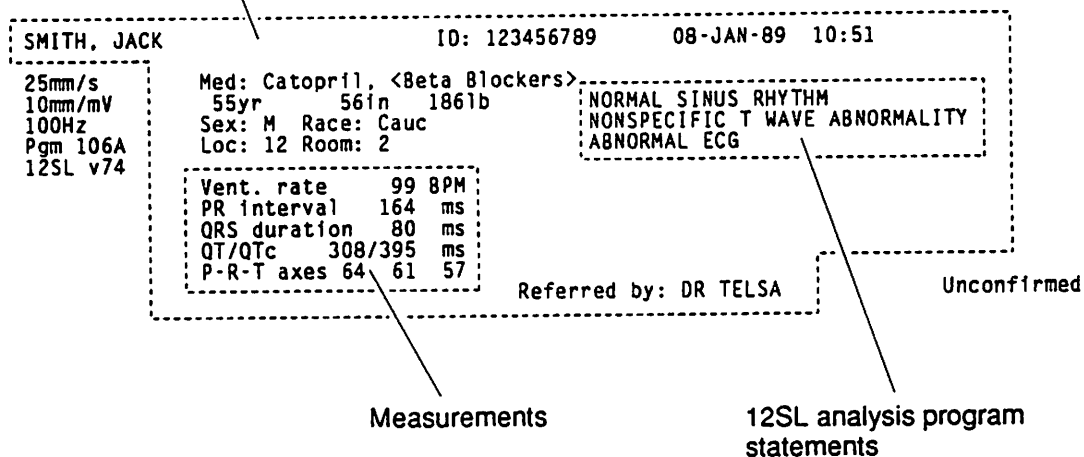 SMITH, JACK ID: 123456789 08-JAN-89 10:51
25mm/s
10mm/mV
100Hz
Pgm 106A
12SL v74
Med: Catopril, <Beta Blockers>
55yr 56in 186lb
Sex: M Race: Cauc
Loc: 12 Room: 2
NORMAL SINUS RHYTHM
NONSPECIFIC T WAVE ABNORMALITY
ABNORMAL ECG
Vent. rate 99 BPM
PR interval 164 ms
QRS duration 80 ms
QT/QTc 308/395 ms
P-R-T axes 64 61 57
Referred by: DR TELSA
Unconfirmed
Measurements
12SL analysis program
statements